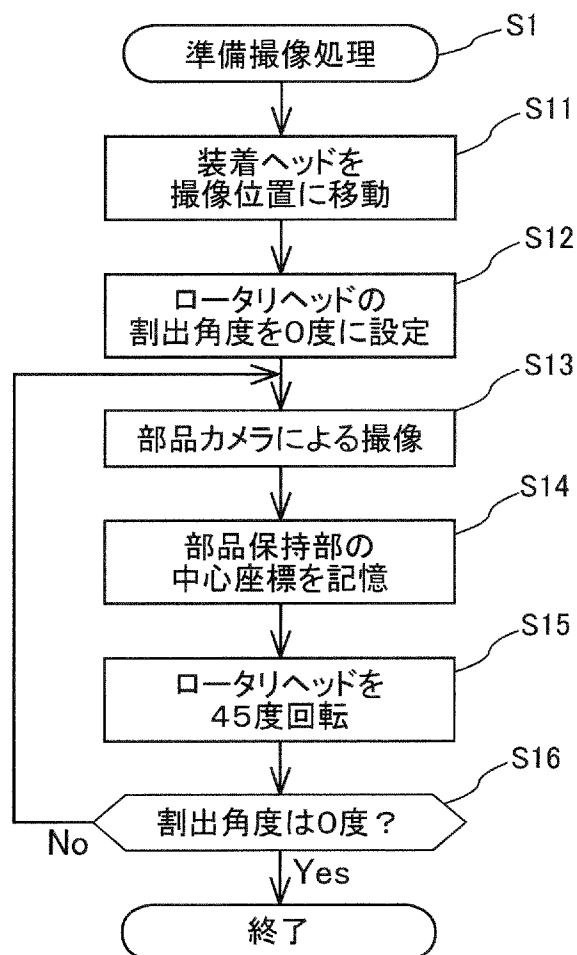 S1
準備撮像処理
S11
装着ヘッドを
撮像位置に移動
S12
ロータリヘッドの
割出角度を0度に設定
S13
部品カメラによる撮像
S14
部品保持部の
中心座標を記憶
S15
ロータリヘッドを
45度回転
S16
割出角度は0度？
No
Yes
終了